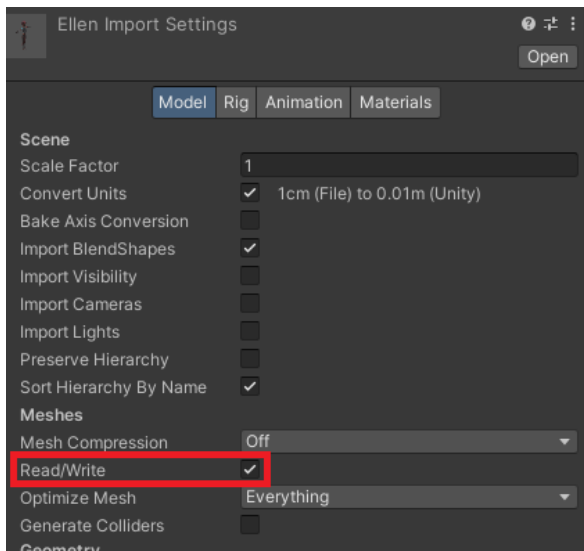 Ellen Import Settings
Open
Model Rig Animation Materials
Scene
Scale Factor 1
Convert Units 1cm (File) to 0.01m (Unity)
Bake Axis Conversion
Import BlendShapes
Import Visibility
Import Cameras
Import Lights
Preserve Hierarchy
Sort Hierarchy By Name
Meshes
Mesh Compression Off
Read/Write
Optimize Mesh Everything
Generate Colliders
Geometry